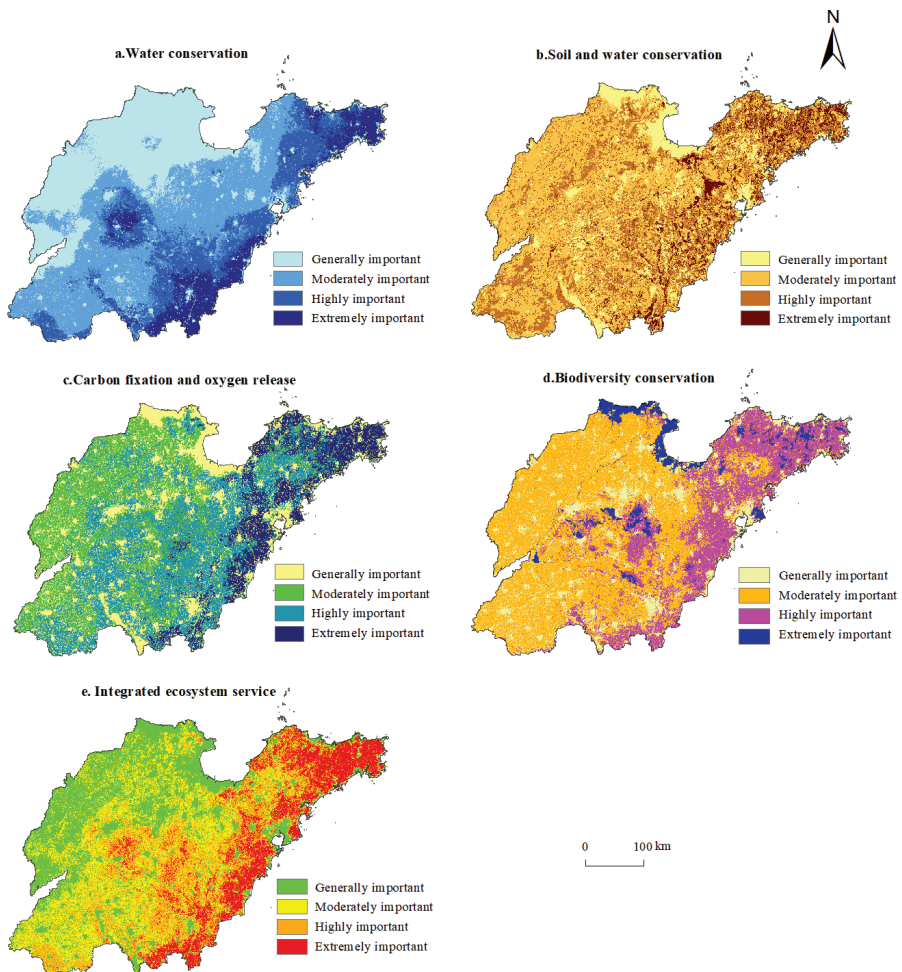 N
a.Water conservation
b.Soil and water conservation
Generally important
Moderately important
Highly important
Extremely important
Generally important
Moderately important
Highly important
Extremely important
c.Carbon fixation and oxygen release
d.Biodiversity conservation
Generally important
Moderately important
Highly important
Extremely important
Generally important
Moderately important
Highly important
Extremely important
e. Integrated ecosystem service
Generally important
Moderately important
Highly important
Extremely important
0 100 km